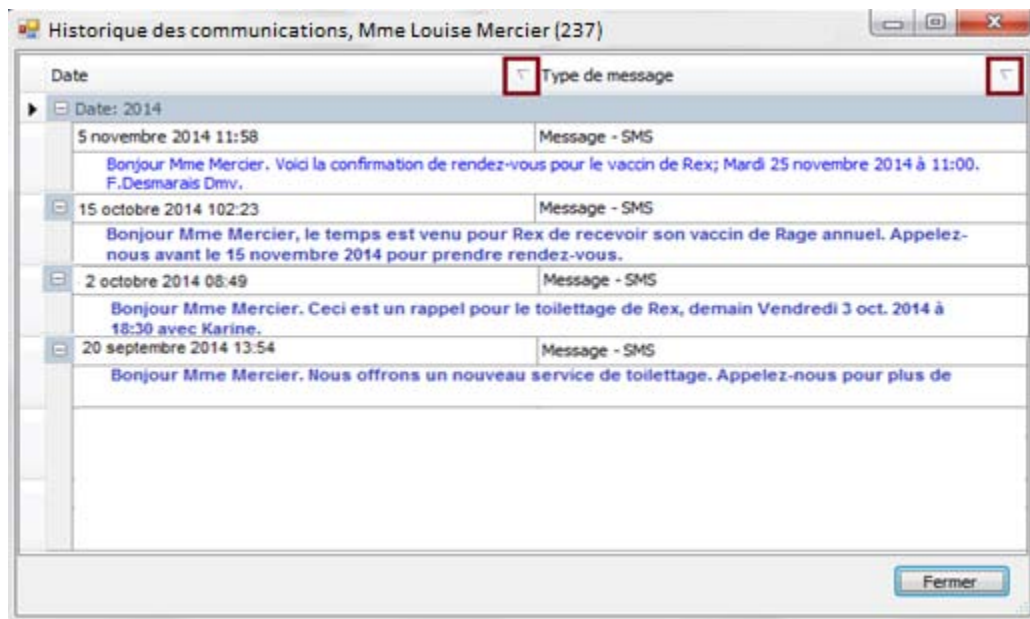 Historique des communications, Mme Louise Mercier (237)
Date Type de message
Date: 2014
5 novembre 2014 11:58 Message - SMS
Bonjour Mme Mercier. Voici la confirmation de rendez-vous pour le vaccin de Rex; Mardi 25 novembre 2014 à 11:00.
F.Desmarais Dmv.
15 octobre 2014 102:23 Message - SMS
Bonjour Mme Mercier, le temps est venu pour Rex de recevoir son vaccin de Rage annuel. Appelez-
nous avant le 15 novembre 2014 pour prendre rendez-vous.
2 octobre 2014 08:49 Message - SMS
Bonjour Mme Mercier. Ceci est un rappel pour le toilettage de Rex, demain Vendredi 3 oct. 2014 à
18:30 avec Karine.
20 septembre 2014 13:54 Message - SMS
Bonjour Mme Mercier. Nous offrons un nouveau service de toilettage. Appelez-nous pour plus de
Fermer